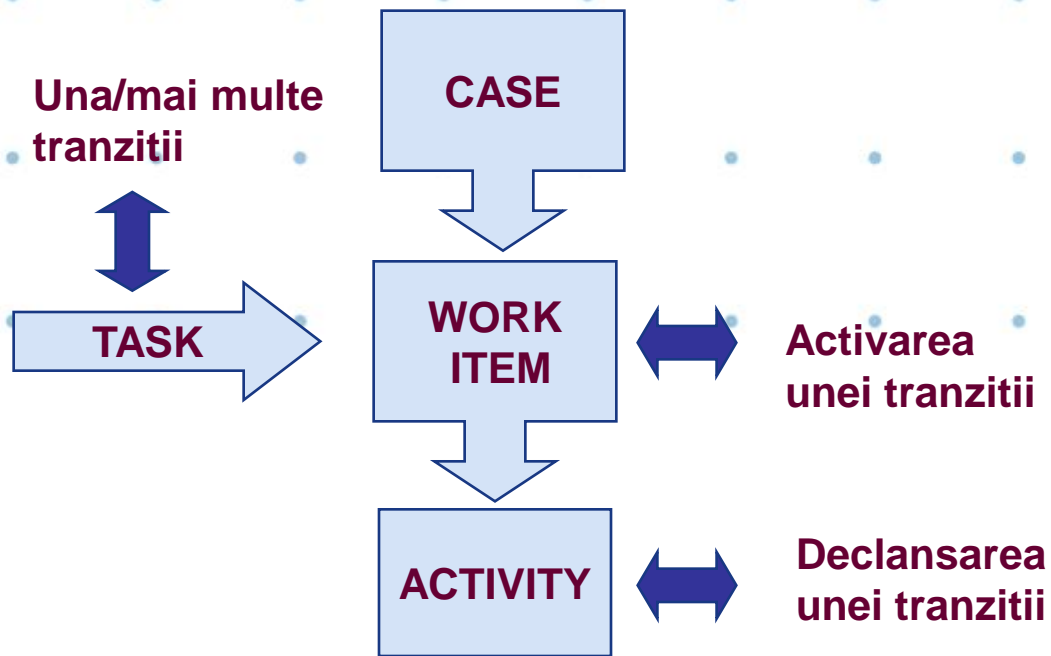 Una/mai multe
tranzitii
CASE
TASK
WORK
ITEM
Activarea
unei tranzitii
ACTIVITY
Declansarea
unei tranzitii